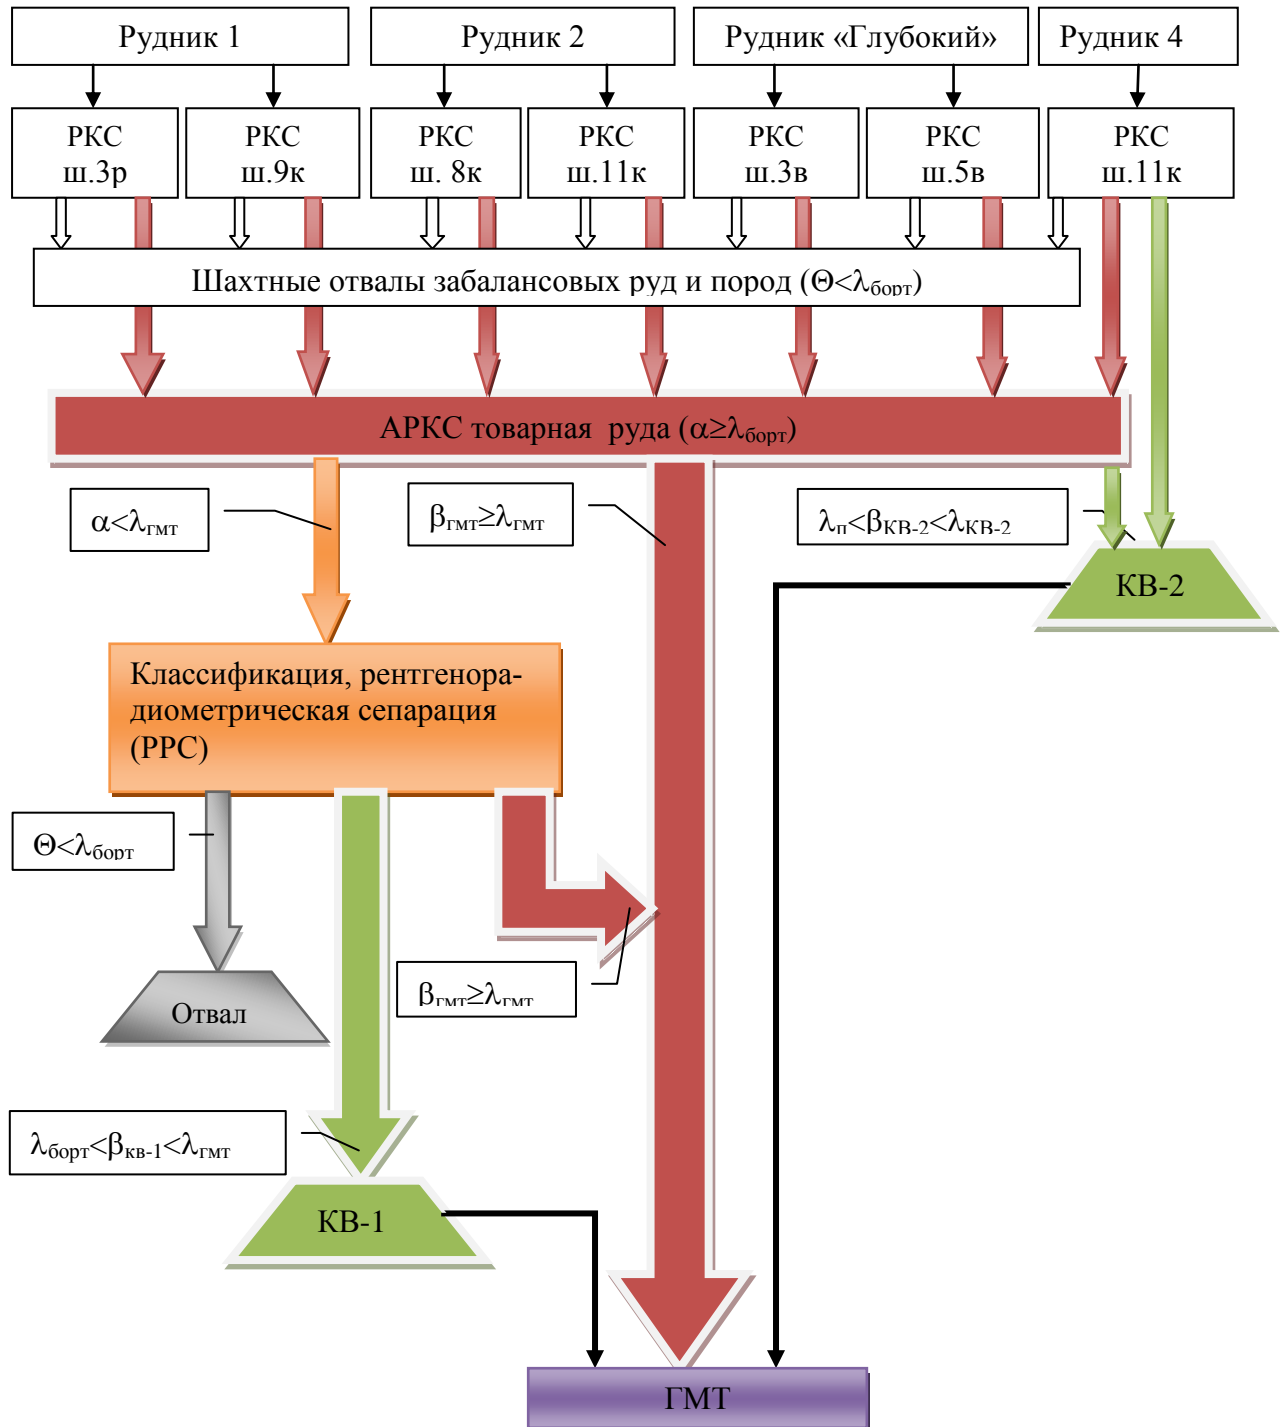 Рудник 1
Рудник 2
Рудник «Глубокий»
Рудник 4
РКС
ш.3р
РКС
ш.9к
РКС
ш. 8к
РКС
ш.11к
РКС
ш.3в
РКС
ш.5в
РКС
ш.11к
Шахтные отвалы забалансовых руд и пород (Θ<λборт)
АРКС товарная руда (α≥λборт)
α<λгмт
βгмт≥λгмт
λп<βКВ-2<λКВ-2
КВ-2
Классификация, рентгенора-
диометрическая сепарация
(РРС)
Θ<λборт
βгмт≥λгмт
Отвал
λборт<βкв-1<λгмт
КВ-1
ГМТ